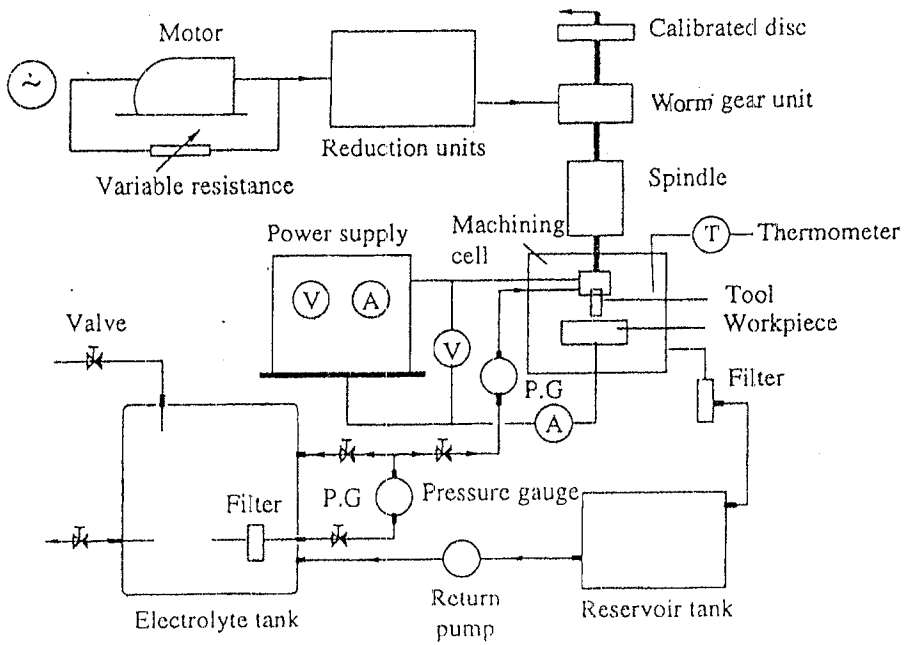 Motor
Calibrated disc
~
Worm gear unit
Reduction units
Variable resistance
Spindle
Machining
cell
Power supply
T
Thermometer
V
A
Tool
Valve
Workpiece
V
P.G
Filter
A
Filter
P.G
Pressure gauge
Electrolyte tank
Return
pump
Reservoir tank